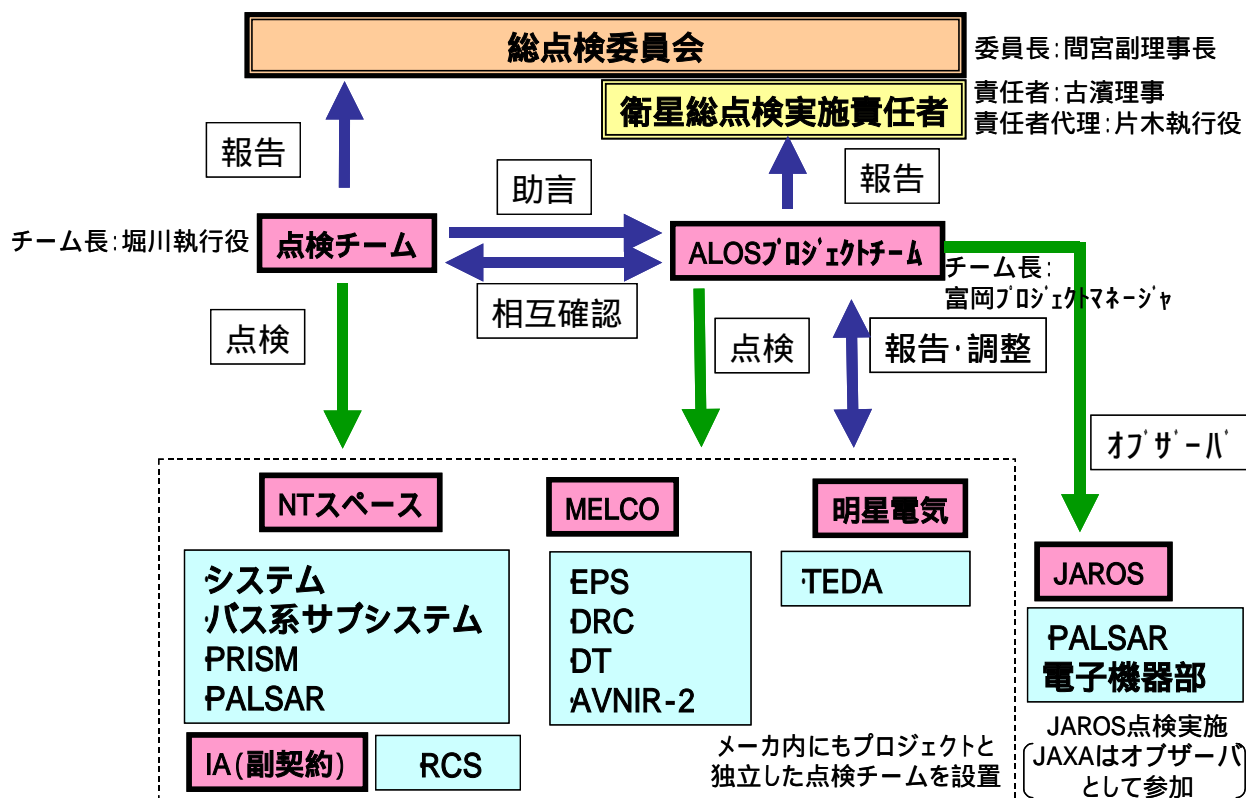 総点検委員会
委員長:間宮副理事長
衛星総点検実施責任者
責任者:古濱理事
責任者代理:片木執行役
報告
助言
報告
チーム長:堀川執行役
点検チーム
ALOSプロジェクトチーム
チーム長:
富岡プロジェクトマネージャ
相互確認
点検
点検
報告・調整
オブザーバ
NTスペース
MELCO
明星電気
JAROS
・システム
・バス系サブシステム
・PRISM
・PALSAR
・EPS
・DRC
・DT
・AVNIR-2
・TEDA
・PALSAR
電子機器部
IA(副契約)
・RCS
メーカ内にもプロジェクトと
独立した点検チームを設置
JAROS点検実施
JAXAはオブザーバ
として参加